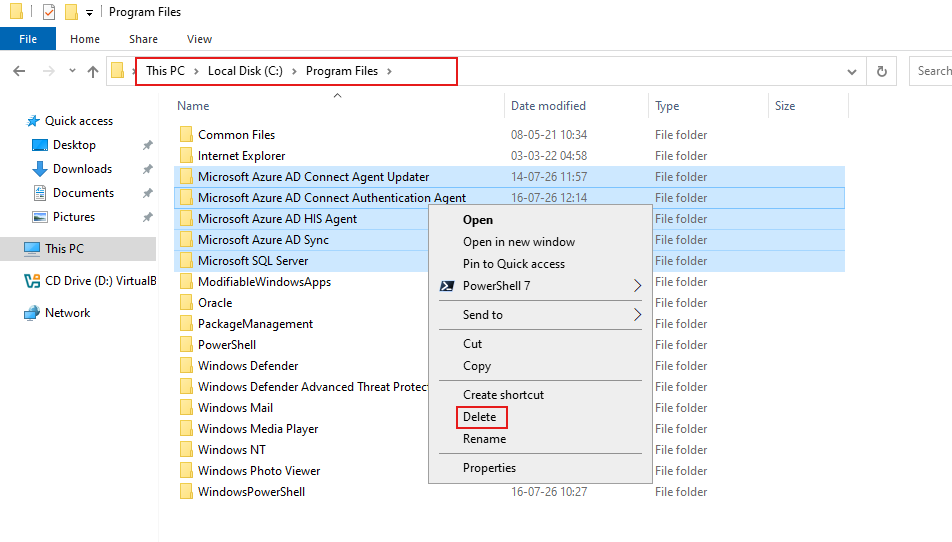 Program Files
File Home Share View
This PC Local Disk (C:) Program Files Search
Name Date modified Type Size
Quick access
Desktop
Downloads
Documents
Pictures
This PC
CD Drive (D:) VirtualB
Network
Common Files 08-05-21 10:34 File folder
Internet Explorer 03-03-22 04:58 File folder
Microsoft Azure AD Connect Agent Updater 14-07-26 11:57 File folder
Microsoft Azure AD Connect Authentication Agent 16-07-26 12:14 File folder
Microsoft Azure AD HIS Agent File folder
Microsoft Azure AD Sync File folder
Microsoft SQL Server File folder
ModifiableWindowsApps File folder
Oracle File folder
PackageManagement File folder
PowerShell File folder
Windows Defender File folder
Windows Defender Advanced Threat Protec File folder
Windows Mail File folder
Windows Media Player File folder
Windows NT File folder
Windows Photo Viewer File folder
WindowsPowerShell 16-07-26 10:27 File folder
Open
Open in new window
Pin to Quick access
PowerShell 7
Send to
Cut
Copy
Create shortcut
Delete
Rename
Properties